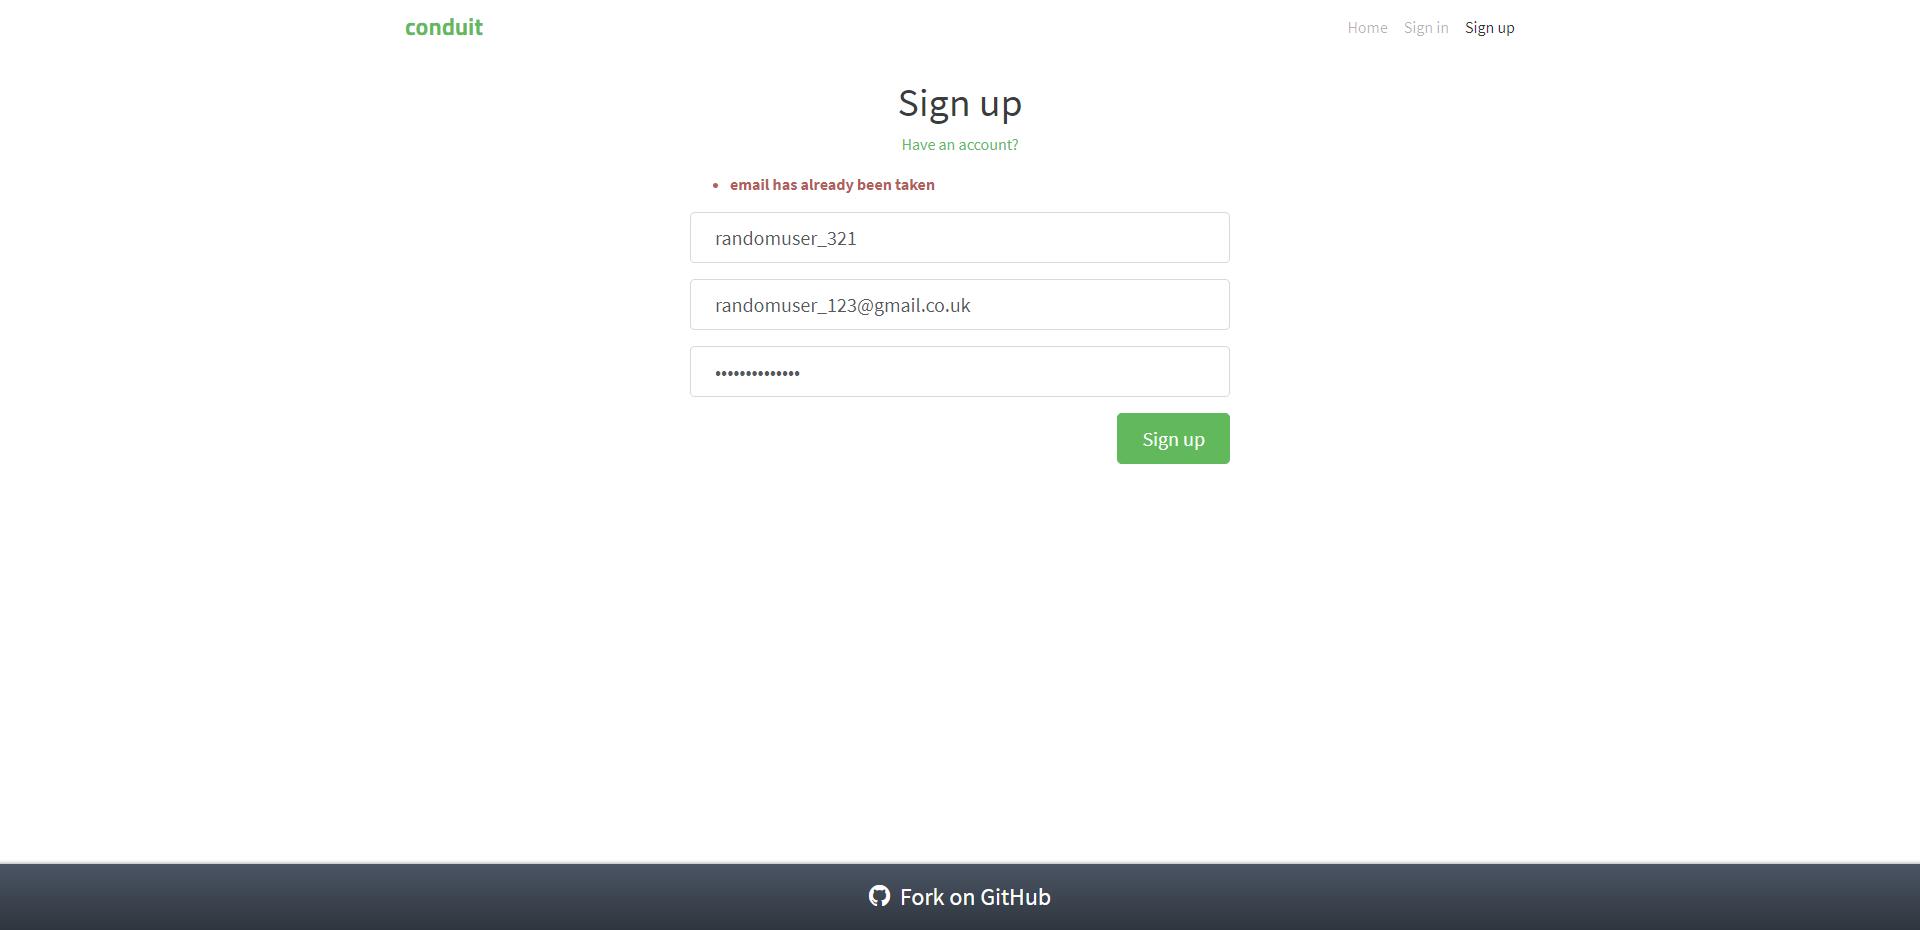 conduit
Home Sign in Sign up
Sign up
Have an account?
• email has already been taken
randomuser_321
randomuser_123@gmail.co.uk
••••••••••••••
Sign up
Fork on GitHub